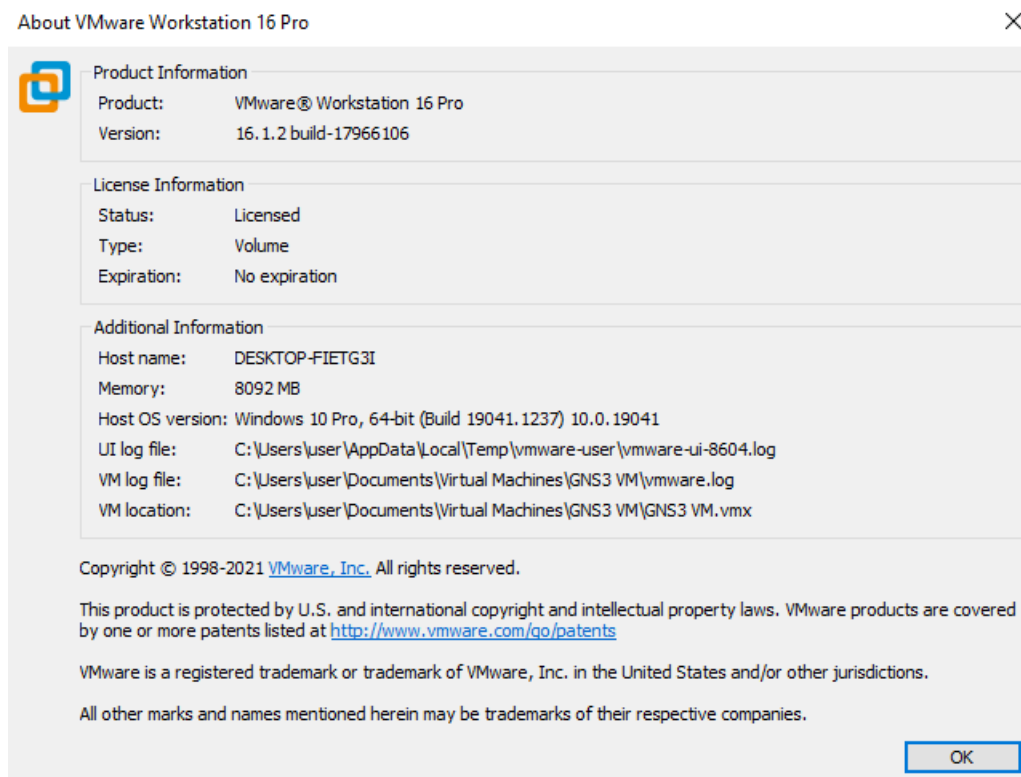 About VMware Workstation 16 Pro
Product Information
Product: VMware® Workstation 16 Pro
Version: 16.1.2 build-17966106
License Information
Status: Licensed
Type: Volume
Expiration: No expiration
Additional Information
Host name: DESKTOP-FIETG3I
Memory: 8092 MB
Host OS version: Windows 10 Pro, 64-bit (Build 19041.1237) 10.0.19041
UI log file: C:\Users\user\AppData\Local\Temp\vmware-user\vmware-ui-8604.log
VM log file: C:\Users\user\Documents\Virtual Machines\GNS3 VM\vmware.log
VM location: C:\Users\user\Documents\Virtual Machines\GNS3 VM\GNS3 VM.vmx
Copyright © 1998-2021 VMware, Inc. All rights reserved.
This product is protected by U.S. and international copyright and intellectual property laws. VMware products are covered
by one or more patents listed at http://www.vmware.com/go/patents
VMware is a registered trademark or trademark of VMware, Inc. in the United States and/or other jurisdictions.
All other marks and names mentioned herein may be trademarks of their respective companies.
OK